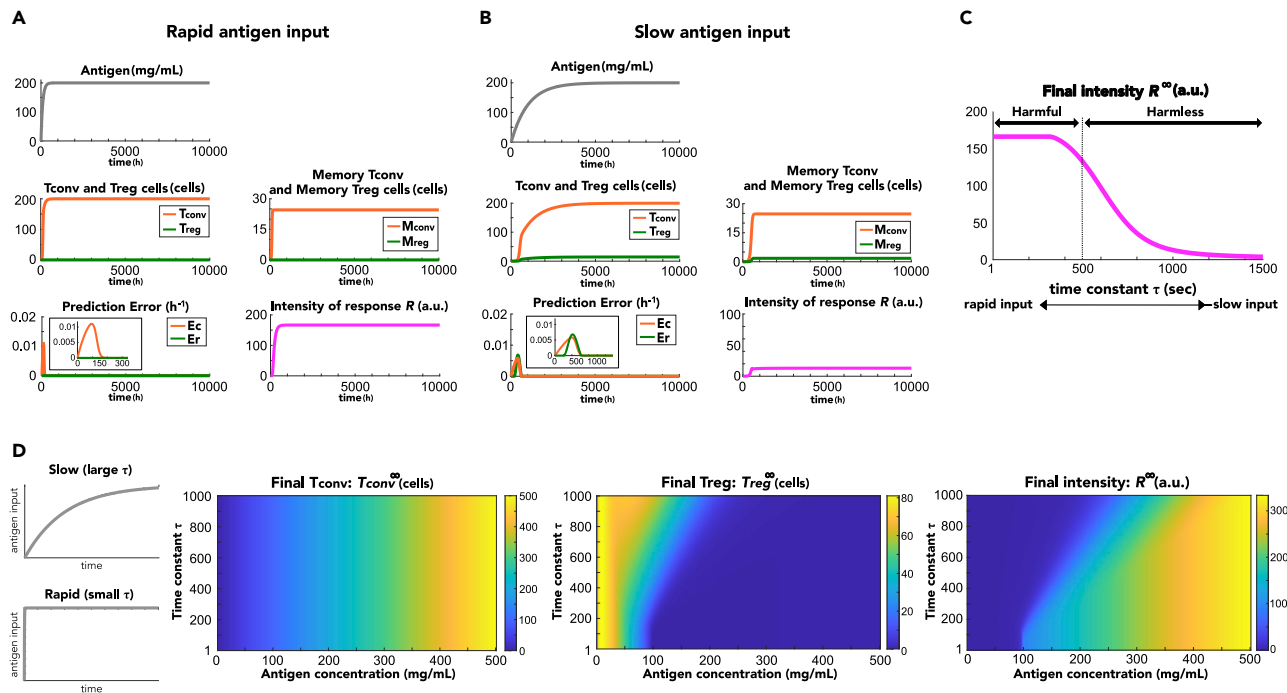 A
Rapid antigen input
Antigen (mg/mL)
200
100
0
0
5000
10000
time(h)
Tconv and Treg cells (cells)
200
100
0
Tconv
Treg
0
5000
10000
time(h)
Memory Tconv
and Memory Treg cells (cells)
30
15
0
Mconv
Mreg
0
5000
10000
time(h)
Prediction Error (h⁻¹)
0.02
0.01
0
0.01
0.005
0
0
150
300
Ec
Er
0
5000
10000
time(h)
Intensity of response R (a.u.)
200
100
0
0
5000
10000
time(h)
B
Slow antigen input
Antigen (mg/mL)
200
100
0
0
5000
10000
time(h)
Tconv and Treg cells (cells)
200
100
0
Tconv
Treg
0
5000
10000
time(h)
Memory Tconv
and Memory Treg cells (cells)
30
15
0
Mconv
Mreg
0
5000
10000
time(h)
Prediction Error (h⁻¹)
0.02
0.01
0
0.01
0.005
0
0
500
1000
Ec
Er
0
5000
10000
time(h)
Intensity of response R (a.u.)
100
50
0
0
5000
10000
time(h)
C
Final intensity R∞ (a.u.)
Harmful
Harmless
200
150
100
50
0
1
500
1000
1500
time constant τ (sec)
rapid input
slow input
D
Slow (large τ)
antigen input
time
Rapid (small τ)
antigen input
time
Final Tconv: Tconv∞ (cells)
Time constant τ
1000
800
600
400
200
1
0
100
200
300
400
500
Antigen concentration (mg/mL)
500
400
300
200
100
0
Final Treg: Treg∞ (cells)
Time constant τ
1000
800
600
400
200
1
0
100
200
300
400
500
Antigen concentration (mg/mL)
80
60
40
20
0
Final intensity: R∞ (a.u.)
Time constant τ
1000
800
600
400
200
1
0
100
200
300
400
500
Antigen concentration (mg/mL)
300
200
100
0